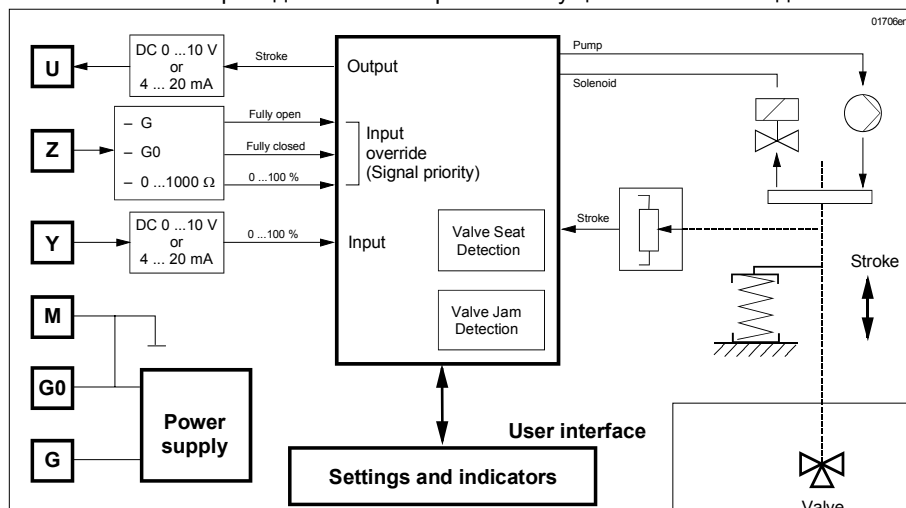 01706en
U
DC 0 ...10 V
or
4 ... 20 mA
Stroke
Output
Pump
Solenoid
Z
– G
– G0
– 0 ...1000 Ω
Fully open
Fully closed
0 ...100 %
Input
override
(Signal priority)
Y
DC 0 ...10 V
or
4 ... 20 mA
0 ...100 %
Input
Valve Seat
Detection
Valve Jam
Detection
Stroke
Stroke
M
G0
G
Power
supply
User interface
Settings and indicators
Valve